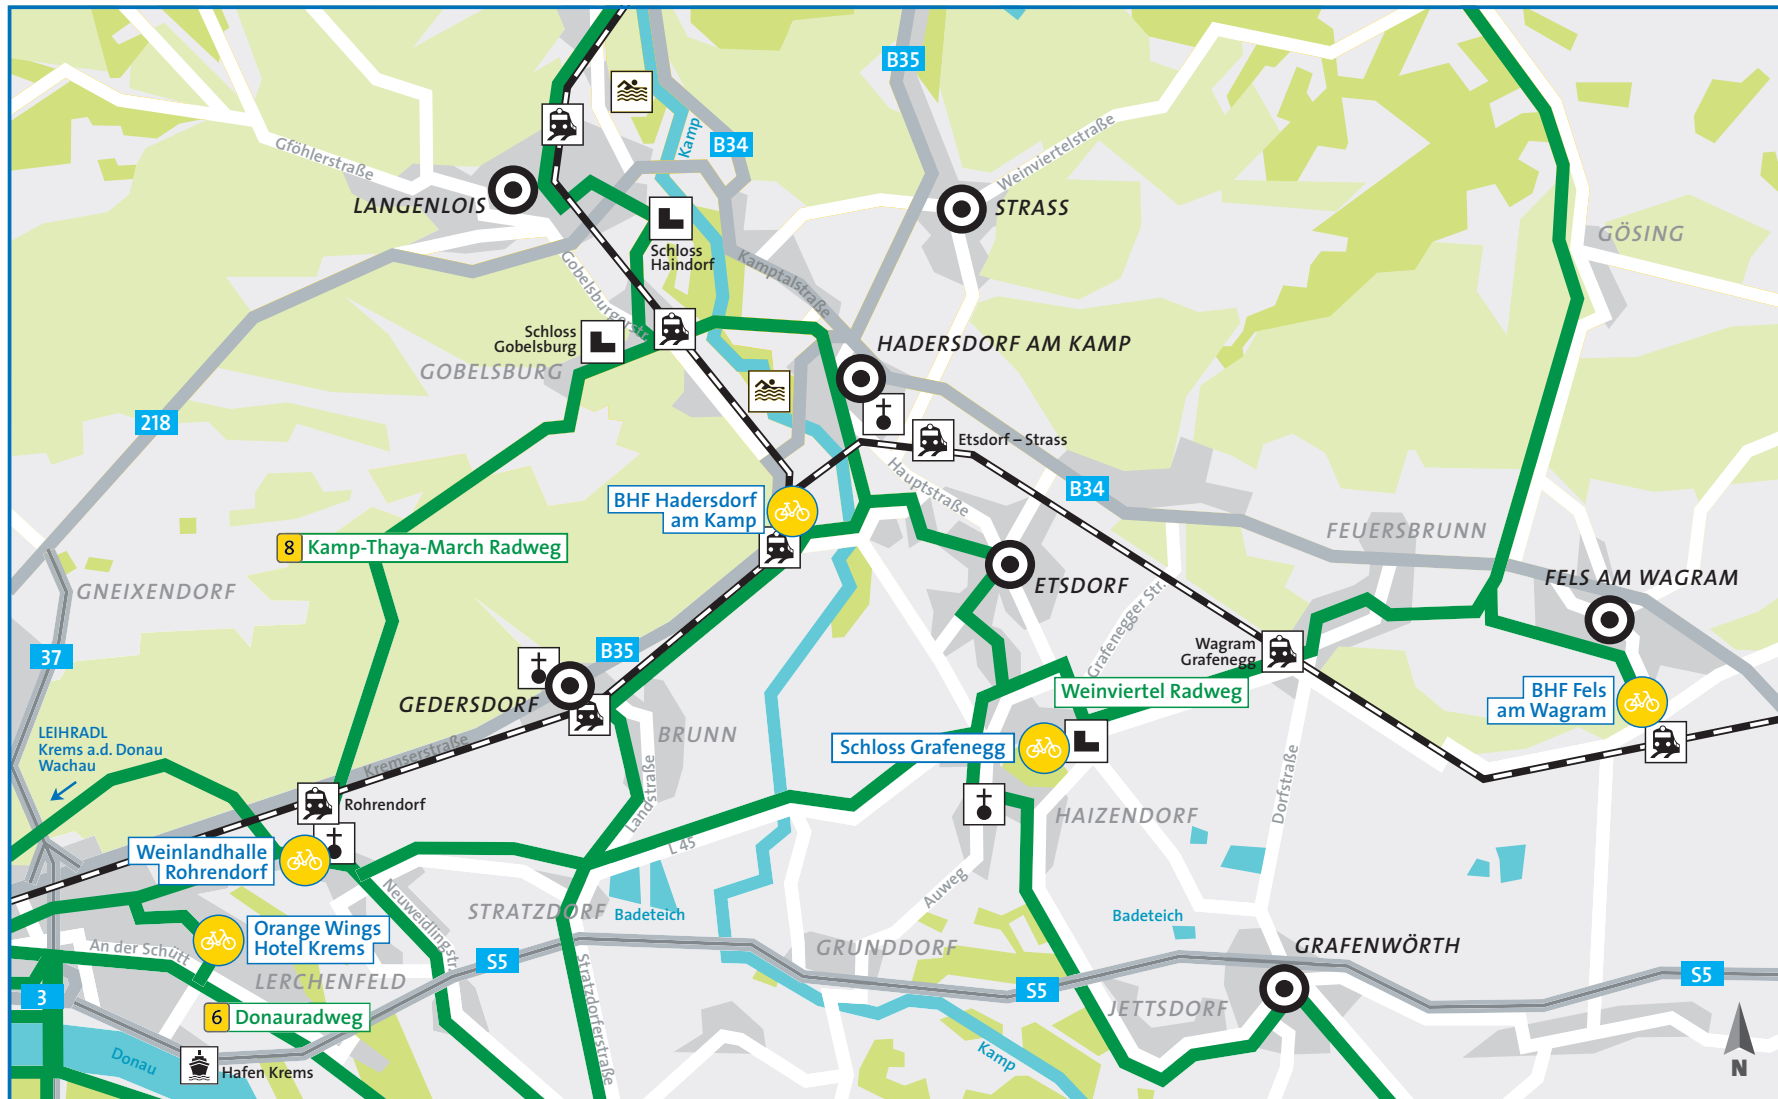 B35
Kamp
B34
Gföhlerstraße
Weinviertelstraße
LANGENLOIS
STRASS
GÖSING
Schloss
Haindorf
Gobelsburgerstr.
Kamptalstraße
Schloss
Gobelsburg
GOBELSBURG
HADERSDORF AM KAMP
218
Etsdorf – Strass
Hauptstraße
B34
BHF Hadersdorf
am Kamp
FEUERSBRUNN
8 Kamp-Thaya-March Radweg
GNEIXENDORF
ETSDORF
FELS AM WAGRAM
Grafenegger Str.
37
B35
Wagram
Grafenegg
GEDERSDORF
Weinviertel Radweg
BHF Fels
am Wagram
BRUNN
LEIHRADL
Krems a.d. Donau
Wachau
Kremserstraße
Schloss Grafenegg
Landstraße
Dorfstraße
Rohrendorf
HAIZENDORF
L 45
Weinlandhalle
Rohrendorf
Neuweidlingstr.
Auweg
STRATZDORF
Badeteich
Badeteich
Orange Wings
Hotel Krems
An der Schütt
GRUNDDORF
GRAFENWÖRTH
S5
LERCHENFELD
Stratzdorferstraße
S5
S5
3
6 Donauradweg
JETTSDORF
Donau
Hafen Krems
Kamp
N